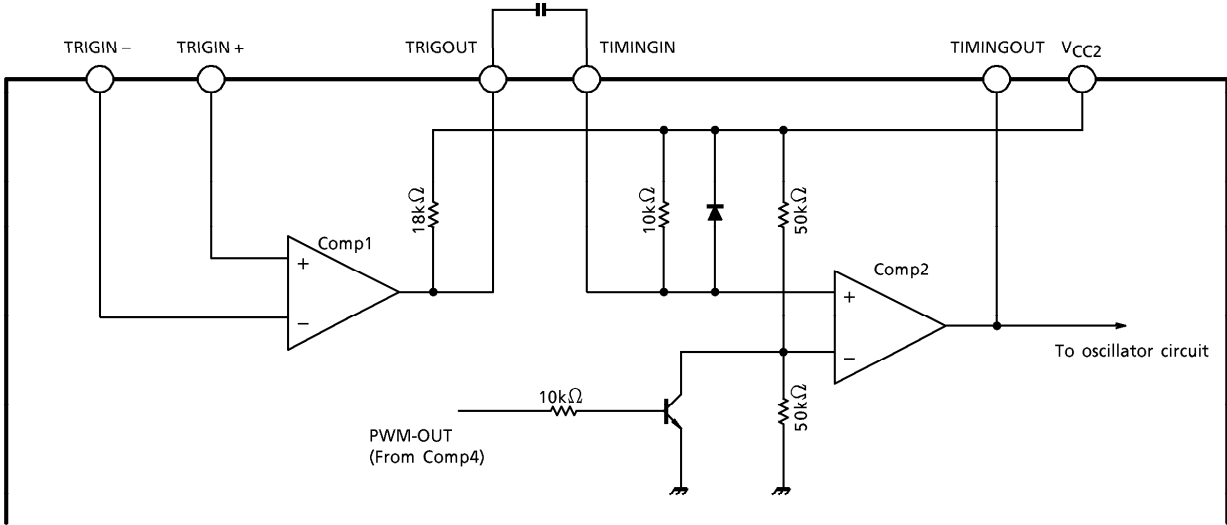 TRIGIN −
TRIGIN +
TRIGOUT
TIMINGIN
TIMINGOUT
VCC2
18kΩ
10kΩ
50kΩ
Comp1
+
−
Comp2
+
−
To oscillator circuit
10kΩ
50kΩ
PWM-OUT
(From Comp4)